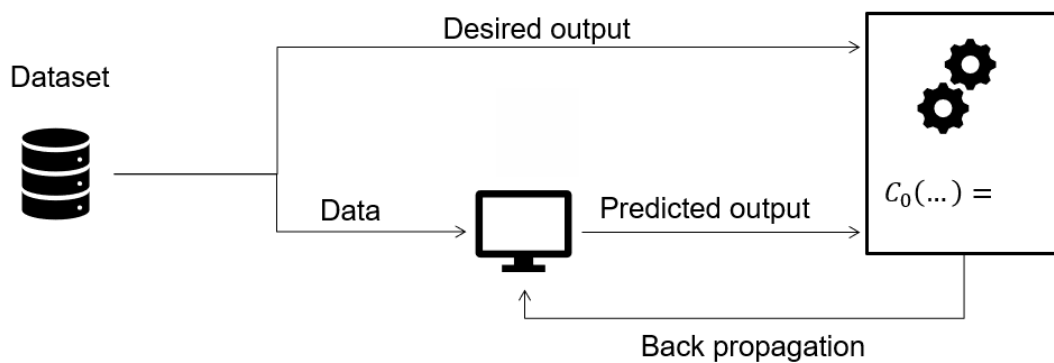 Desired output
Dataset
Data
Predicted output
C₀(…) =
Back propagation